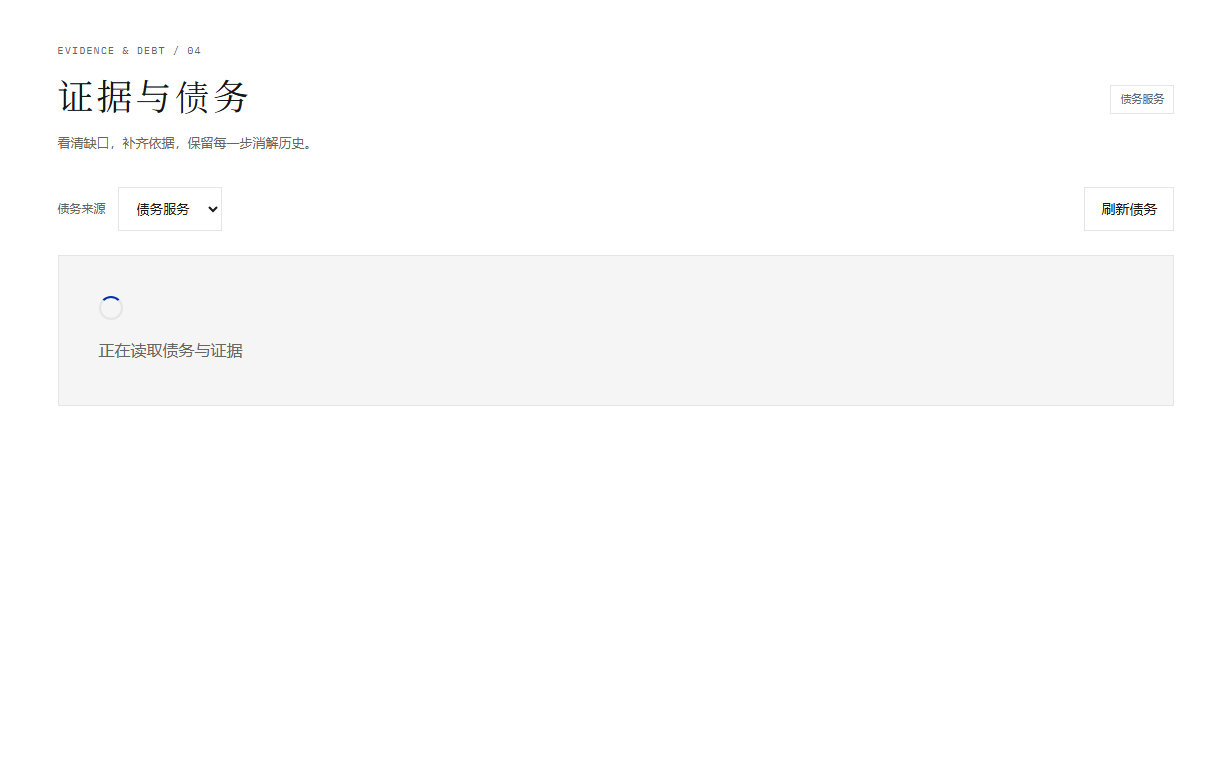 EVIDENCE & DEBT / 04
证据与债务
债务服务
看清缺口，补齐依据，保留每一步消解历史。
债务来源
债务服务
刷新债务
正在读取债务与证据